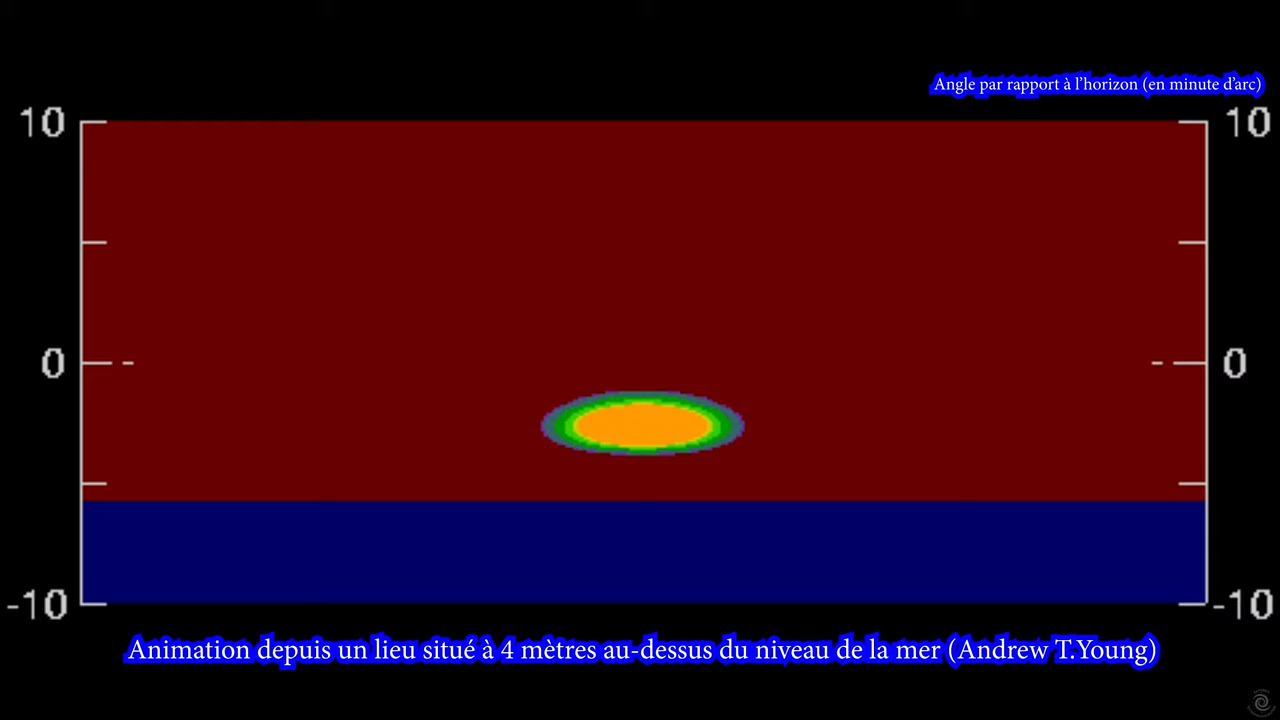 Angle par rapport à l'horizon (en minute d'arc)
10 10
0 0
-10 -10
Animation depuis un lieu situé à 4 mètres au-dessus du niveau de la mer (Andrew T.Young)